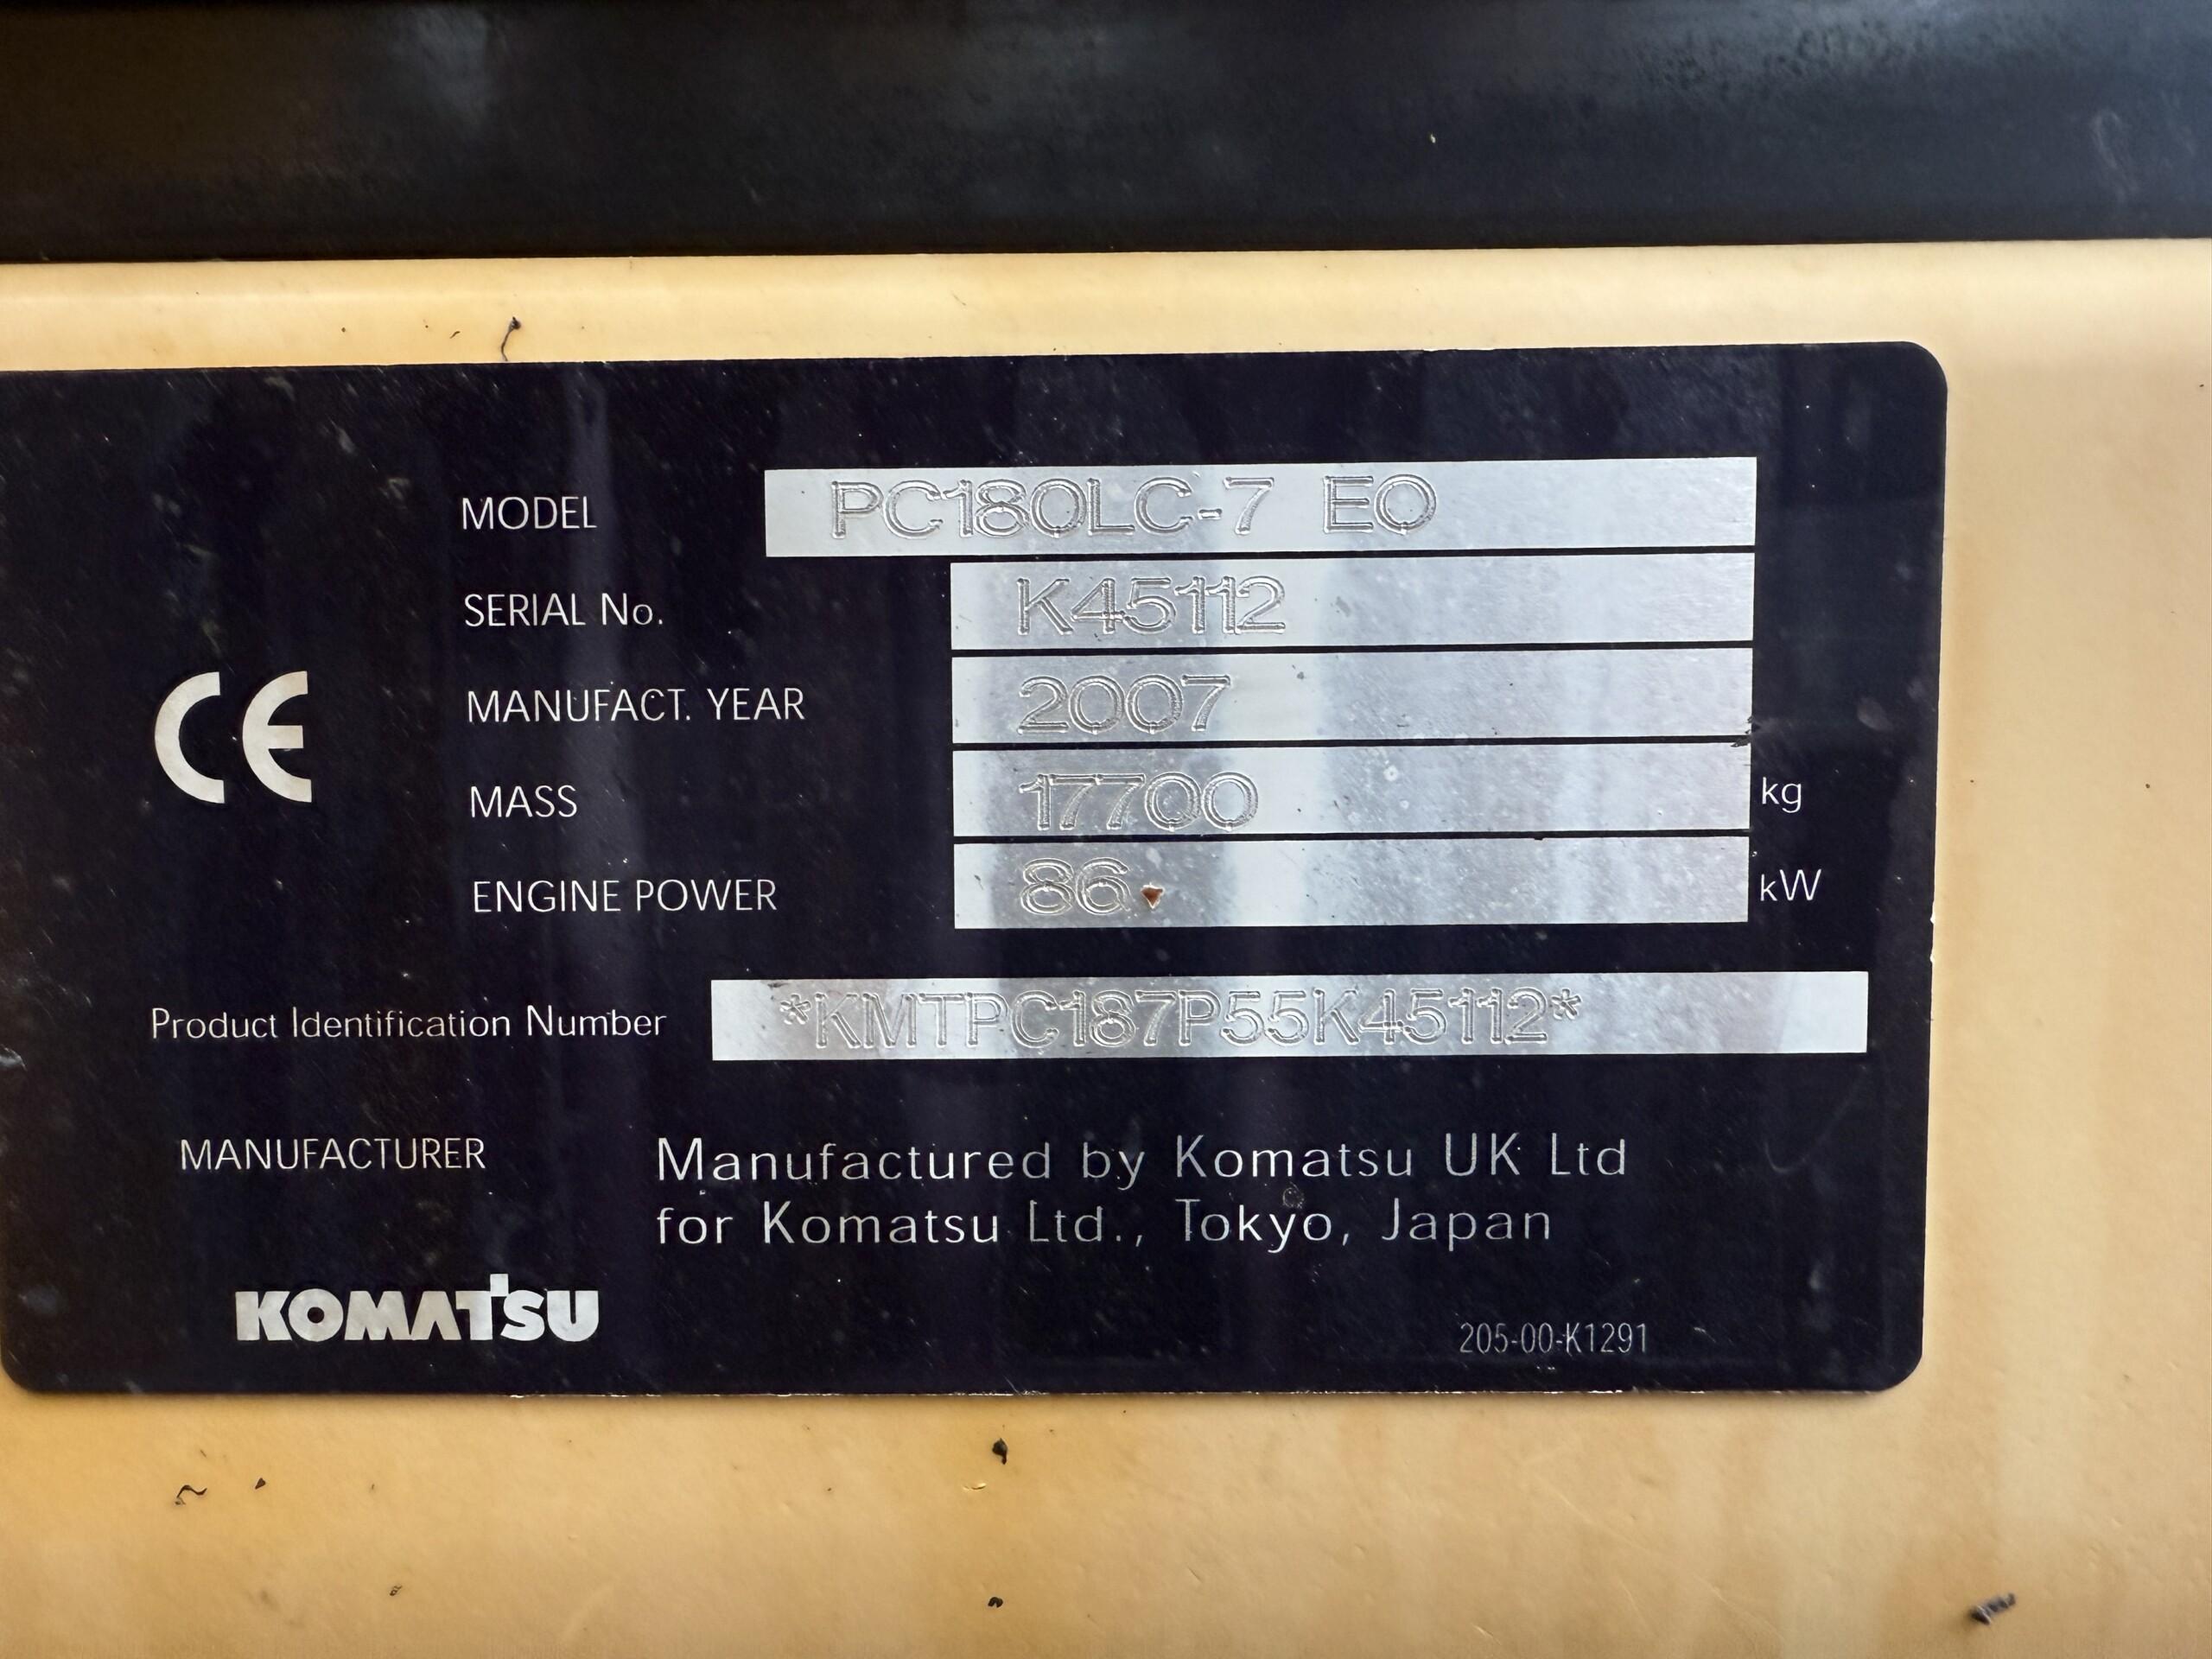 MODEL PC180LC-7 EO
SERIAL No. K45112
MANUFACT. YEAR 2007
MASS 17700 kg
ENGINE POWER 86 kW
CE
Product Identification Number *KMTPC187P55K45112*
MANUFACTURER Manufactured by Komatsu UK Ltd
for Komatsu Ltd., Tokyo, Japan
KOMATSU
205-00-K1291